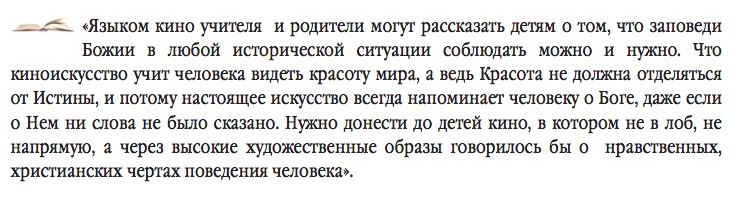 «Языком кино учителя и родители могут рассказать детям о том, что заповеди
Божии в любой исторической ситуации соблюдать можно и нужно. Что
киноискусство учит человека видеть красоту мира, а ведь Красота не должна отделяться
от Истины, и потому настоящее искусство всегда напоминает человеку о Боге, даже если
о Нем ни слова не было сказано. Нужно донести до детей кино, в котором не в лоб, не
напрямую, а через высокие художественные образы говорилось бы о нравственных,
христианских чертах поведения человека».